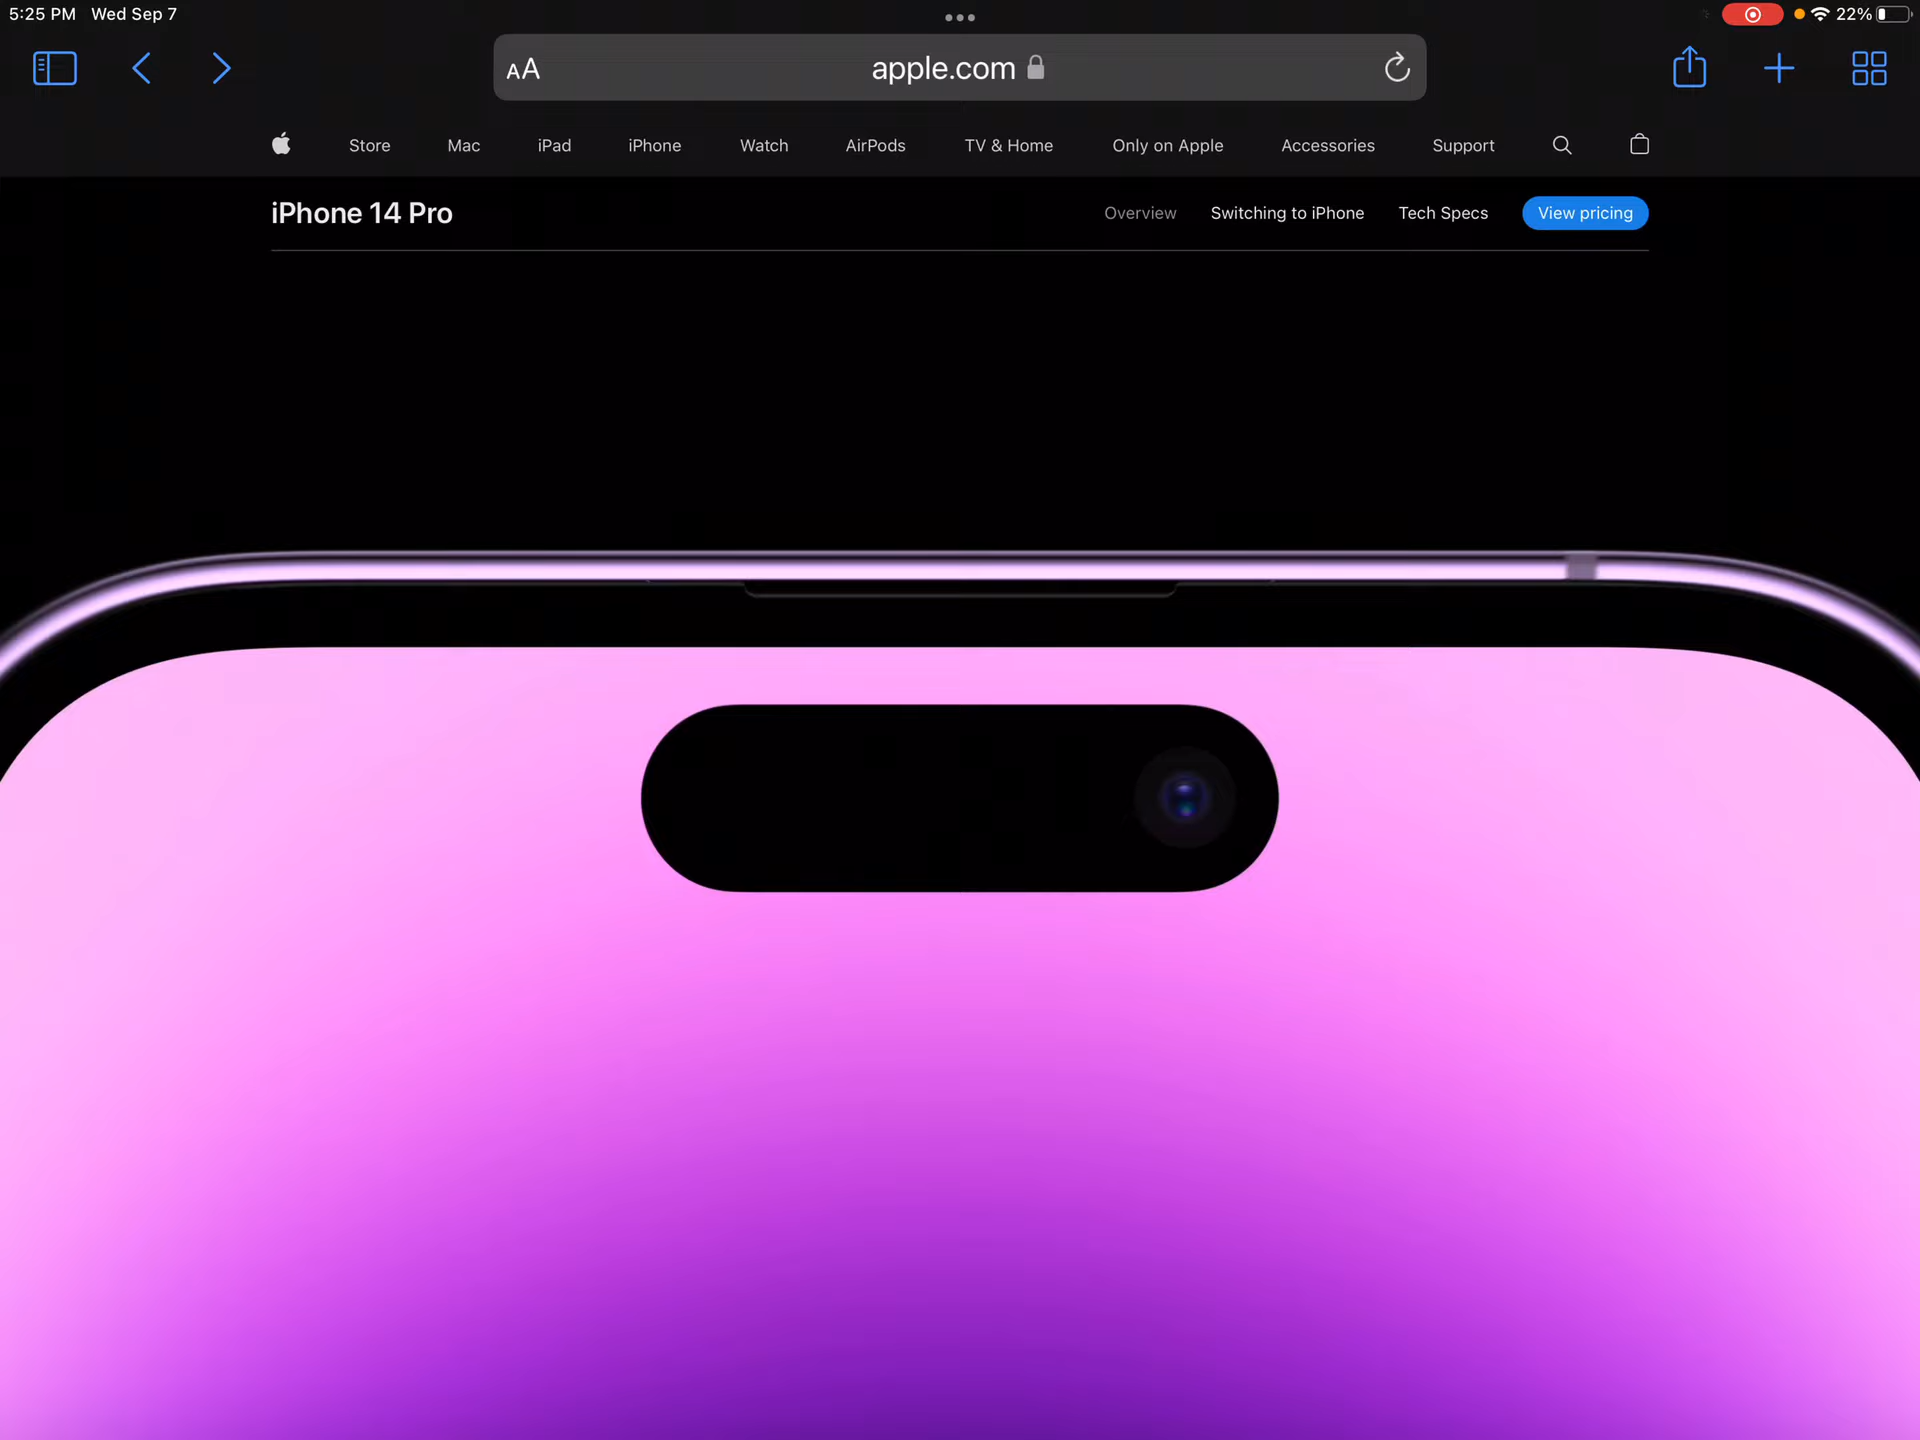 5:25 PM Wed Sep 7
22%
AA
apple.com
Store Mac iPad iPhone Watch AirPods TV & Home Only on Apple Accessories Support
iPhone 14 Pro
Overview Switching to iPhone Tech Specs View pricing